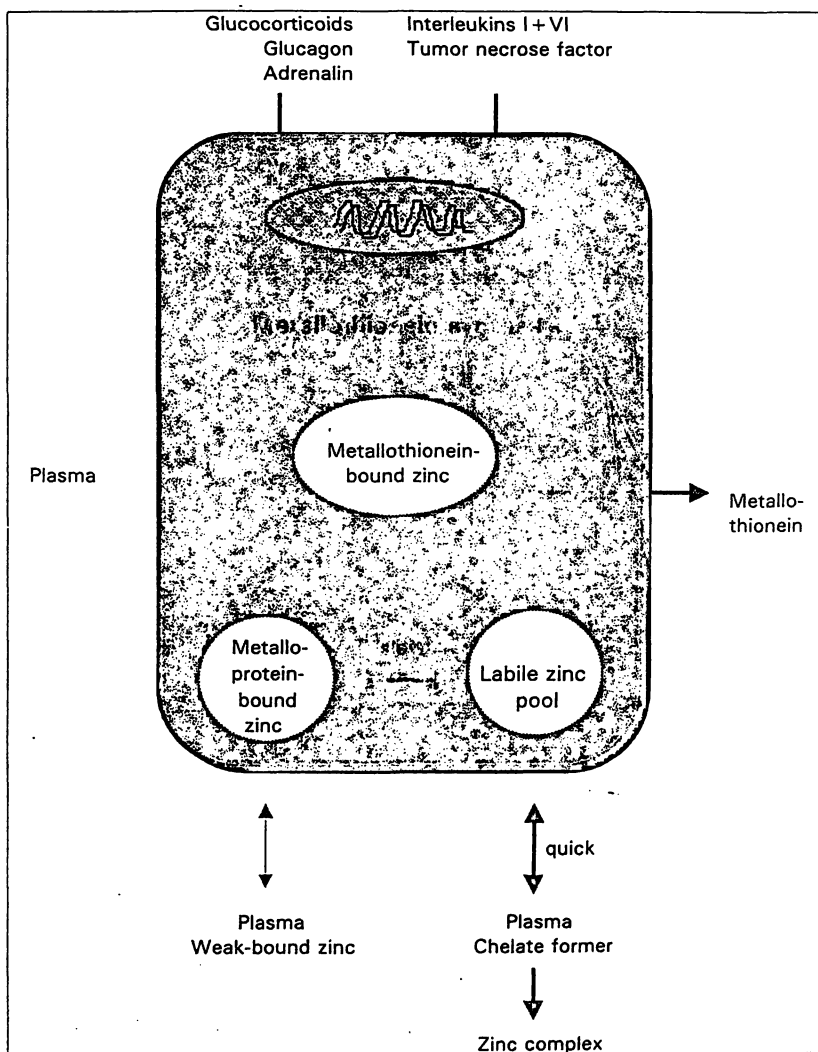 Glucocorticoids
Glucagon
Adrenalin
Interleukins I + VI
Tumor necrose factor
Metallothionein-
bound zinc
Plasma
Metallo-
thionein
Metallo-
protein-
bound
zinc
Labile zinc
pool
quick
Plasma
Weak-bound zinc
Plasma
Chelate former
Zinc complex